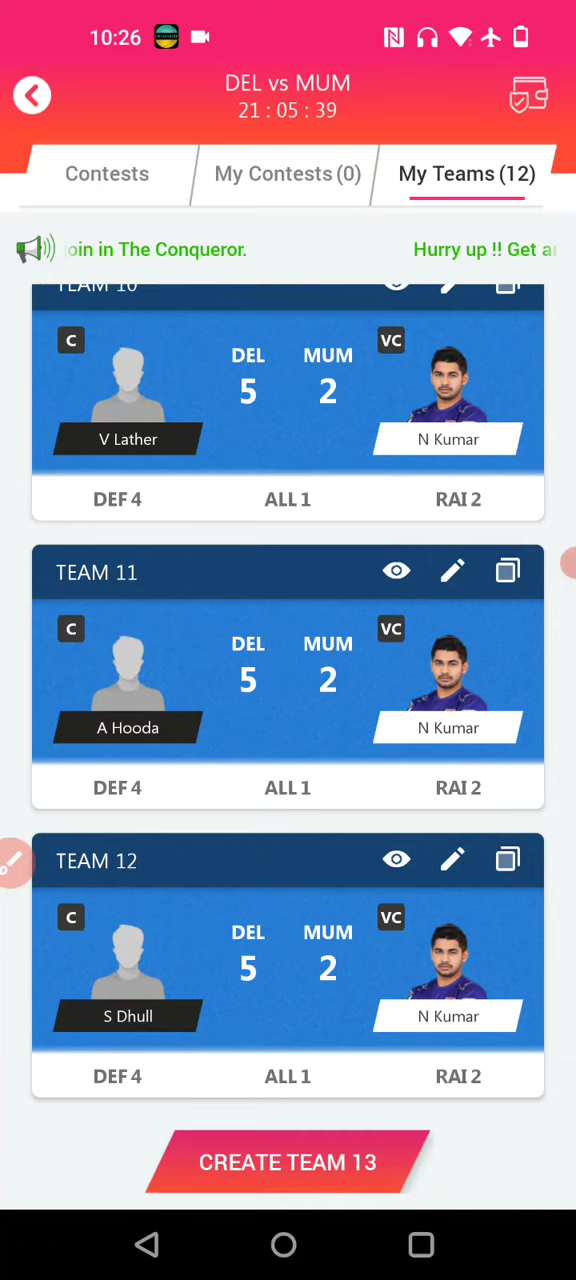 10:26
DEL vs MUM
21 : 05 : 39
Contests
My Contests (0)
My Teams (12)
oin in The Conqueror.
Hurry up !! Get a
TEAM 10
C
DEL
MUM
VC
5
2
V Lather
N Kumar
DEF 4
ALL 1
RAI 2
TEAM 11
C
DEL
MUM
VC
5
2
A Hooda
N Kumar
DEF 4
ALL 1
RAI 2
TEAM 12
C
DEL
MUM
VC
5
2
S Dhull
N Kumar
DEF 4
ALL 1
RAI 2
CREATE TEAM 13